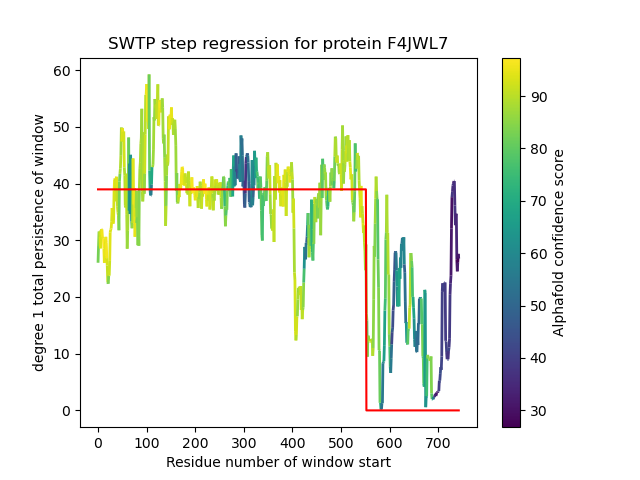 SWTP step regression for protein F4JWL7
degree 1 total persistence of window
60
50
40
30
20
10
0
0 100 200 300 400 500 600 700
Residue number of window start
90
80
70
60
50
40
30
Alphafold confidence score